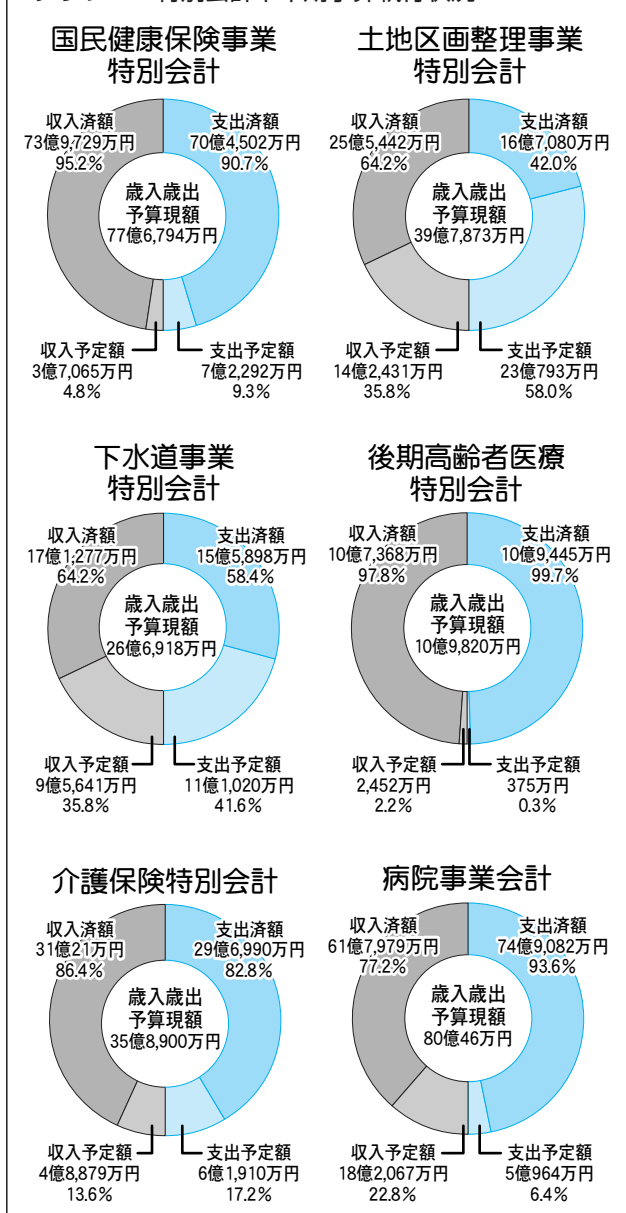 国民健康保険事業
特別会計
収入済額
73億9,729万円
95.2%
支出済額
70億4,502万円
90.7%
歳入歳出
予算現額
77億6,794万円
収入予定額
3億7,065万円
4.8%
支出予定額
7億2,292万円
9.3%
土地区画整理事業
特別会計
収入済額
25億5,442万円
64.2%
支出済額
16億7,080万円
42.0%
歳入歳出
予算現額
39億7,873万円
収入予定額
14億2,431万円
35.8%
支出予定額
23億793万円
58.0%
下水道事業
特別会計
収入済額
17億1,277万円
64.2%
支出済額
15億5,898万円
58.4%
歳入歳出
予算現額
26億6,918万円
収入予定額
9億5,641万円
35.8%
支出予定額
11億1,020万円
41.6%
後期高齢者医療
特別会計
収入済額
10億7,368万円
97.8%
支出済額
10億9,445万円
99.7%
歳入歳出
予算現額
10億9,820万円
収入予定額
2,452万円
2.2%
支出予定額
375万円
0.3%
介護保険特別会計
収入済額
31億21万円
86.4%
支出済額
29億6,990万円
82.8%
歳入歳出
予算現額
35億8,900万円
収入予定額
4億8,879万円
13.6%
支出予定額
6億1,910万円
17.2%
病院事業会計
収入済額
61億7,979万円
77.2%
支出済額
74億9,082万円
93.6%
歳入歳出
予算現額
80億46万円
収入予定額
18億2,067万円
22.8%
支出予定額
5億964万円
6.4%